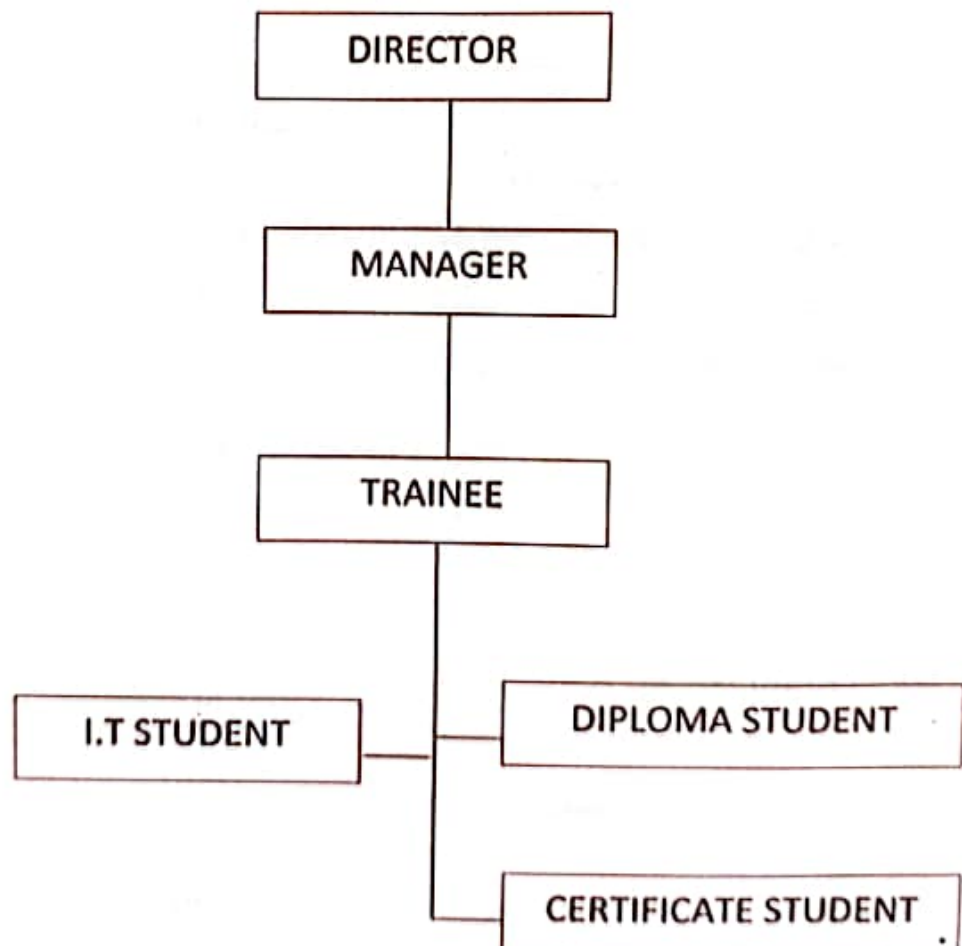 DIRECTOR
MANAGER
TRAINEE
I.T STUDENT
DIPLOMA STUDENT
CERTIFICATE STUDENT